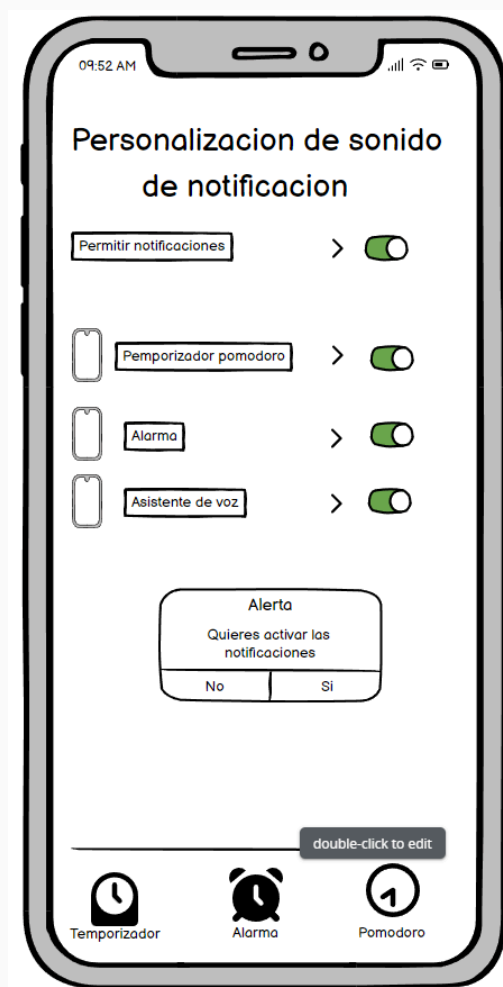 09:52 AM
Personalizacion de sonido
de notificacion
Permitir notificaciones
Pemporizador pomodoro
Alarma
Asistente de voz
Alerta
Quieres activar las
notificaciones
No Si
double-click to edit
Temporizador Alarma Pomodoro